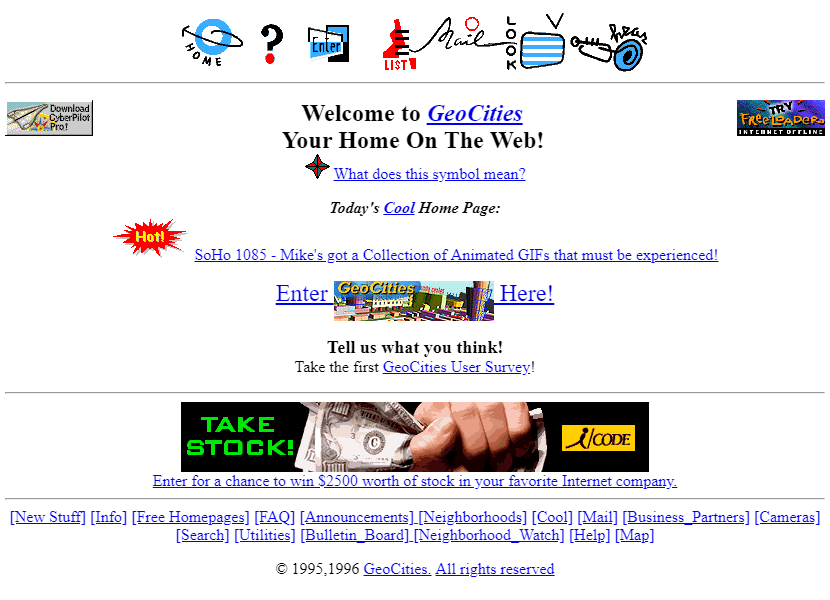 HOME
?
Enter
LIST
Mail
LOOK
hear
Download
CyberPilot
Pro!
TRY
FREELOADER
INTERNET OFFLINE
Welcome to GeoCities
Your Home On The Web!
What does this symbol mean?
Today's Cool Home Page:
Hot!
SoHo 1085 - Mike's got a Collection of Animated GIFs that must be experienced!
Enter GeoCities Here!
Tell us what you think!
Take the first GeoCities User Survey!
TAKE
STOCK!
i/CODE
Enter for a chance to win $2500 worth of stock in your favorite Internet company.
[New Stuff] [Info] [Free Homepages] [FAQ] [Announcements] [Neighborhoods] [Cool] [Mail] [Business_Partners] [Cameras]
[Search] [Utilities] [Bulletin_Board] [Neighborhood_Watch] [Help] [Map]
© 1995,1996 GeoCities. All rights reserved